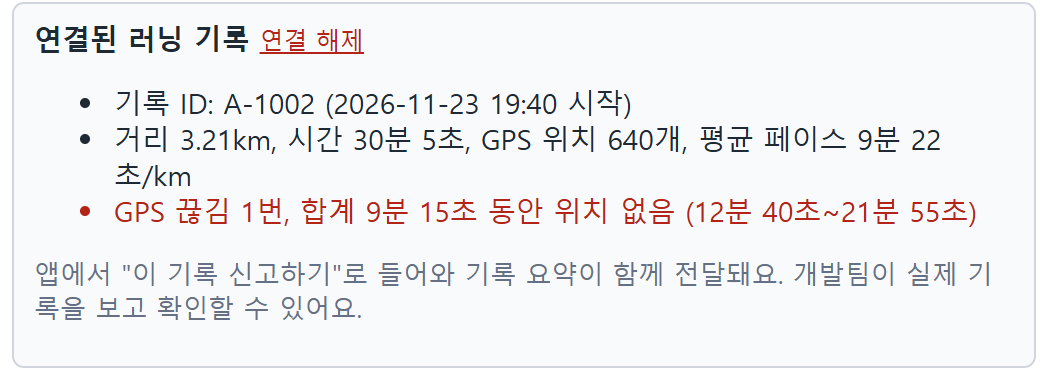 연결된 러닝 기록 연결 해제
기록 ID: A-1002 (2026-11-23 19:40 시작)
거리 3.21km, 시간 30분 5초, GPS 위치 640개, 평균 페이스 9분 22
초/km
GPS 끊김 1번, 합계 9분 15초 동안 위치 없음 (12분 40초~21분 55초)
앱에서 "이 기록 신고하기"로 들어와 기록 요약이 함께 전달돼요. 개발팀이 실제 기
록을 보고 확인할 수 있어요.